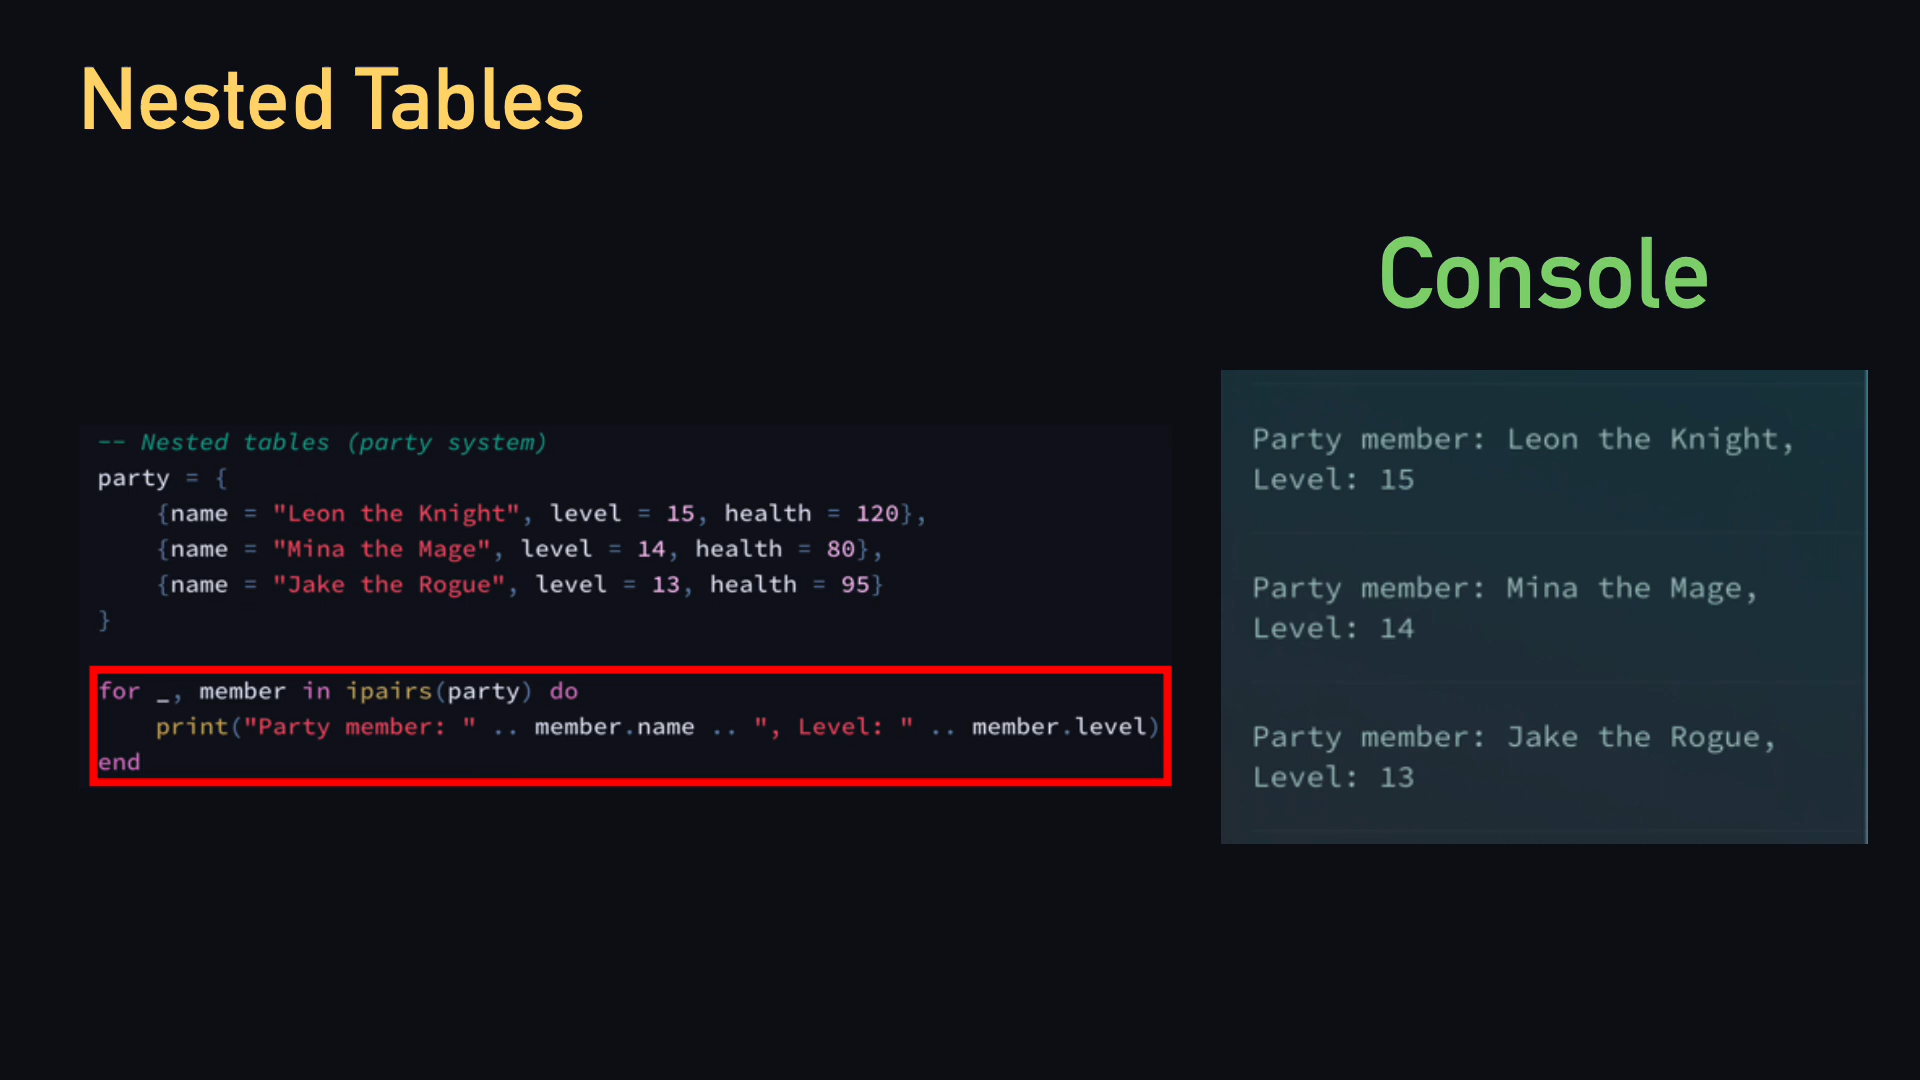 Nested Tables
-- Nested tables (party system)
party = {
    {name = "Leon the Knight", level = 15, health = 120},
    {name = "Mina the Mage", level = 14, health = 80},
    {name = "Jake the Rogue", level = 13, health = 95}
}
for _, member in ipairs(party) do
    print("Party member: " .. member.name .. ", Level: " .. member.level)
end
Console
Party member: Leon the Knight,
Level: 15
Party member: Mina the Mage,
Level: 14
Party member: Jake the Rogue,
Level: 13